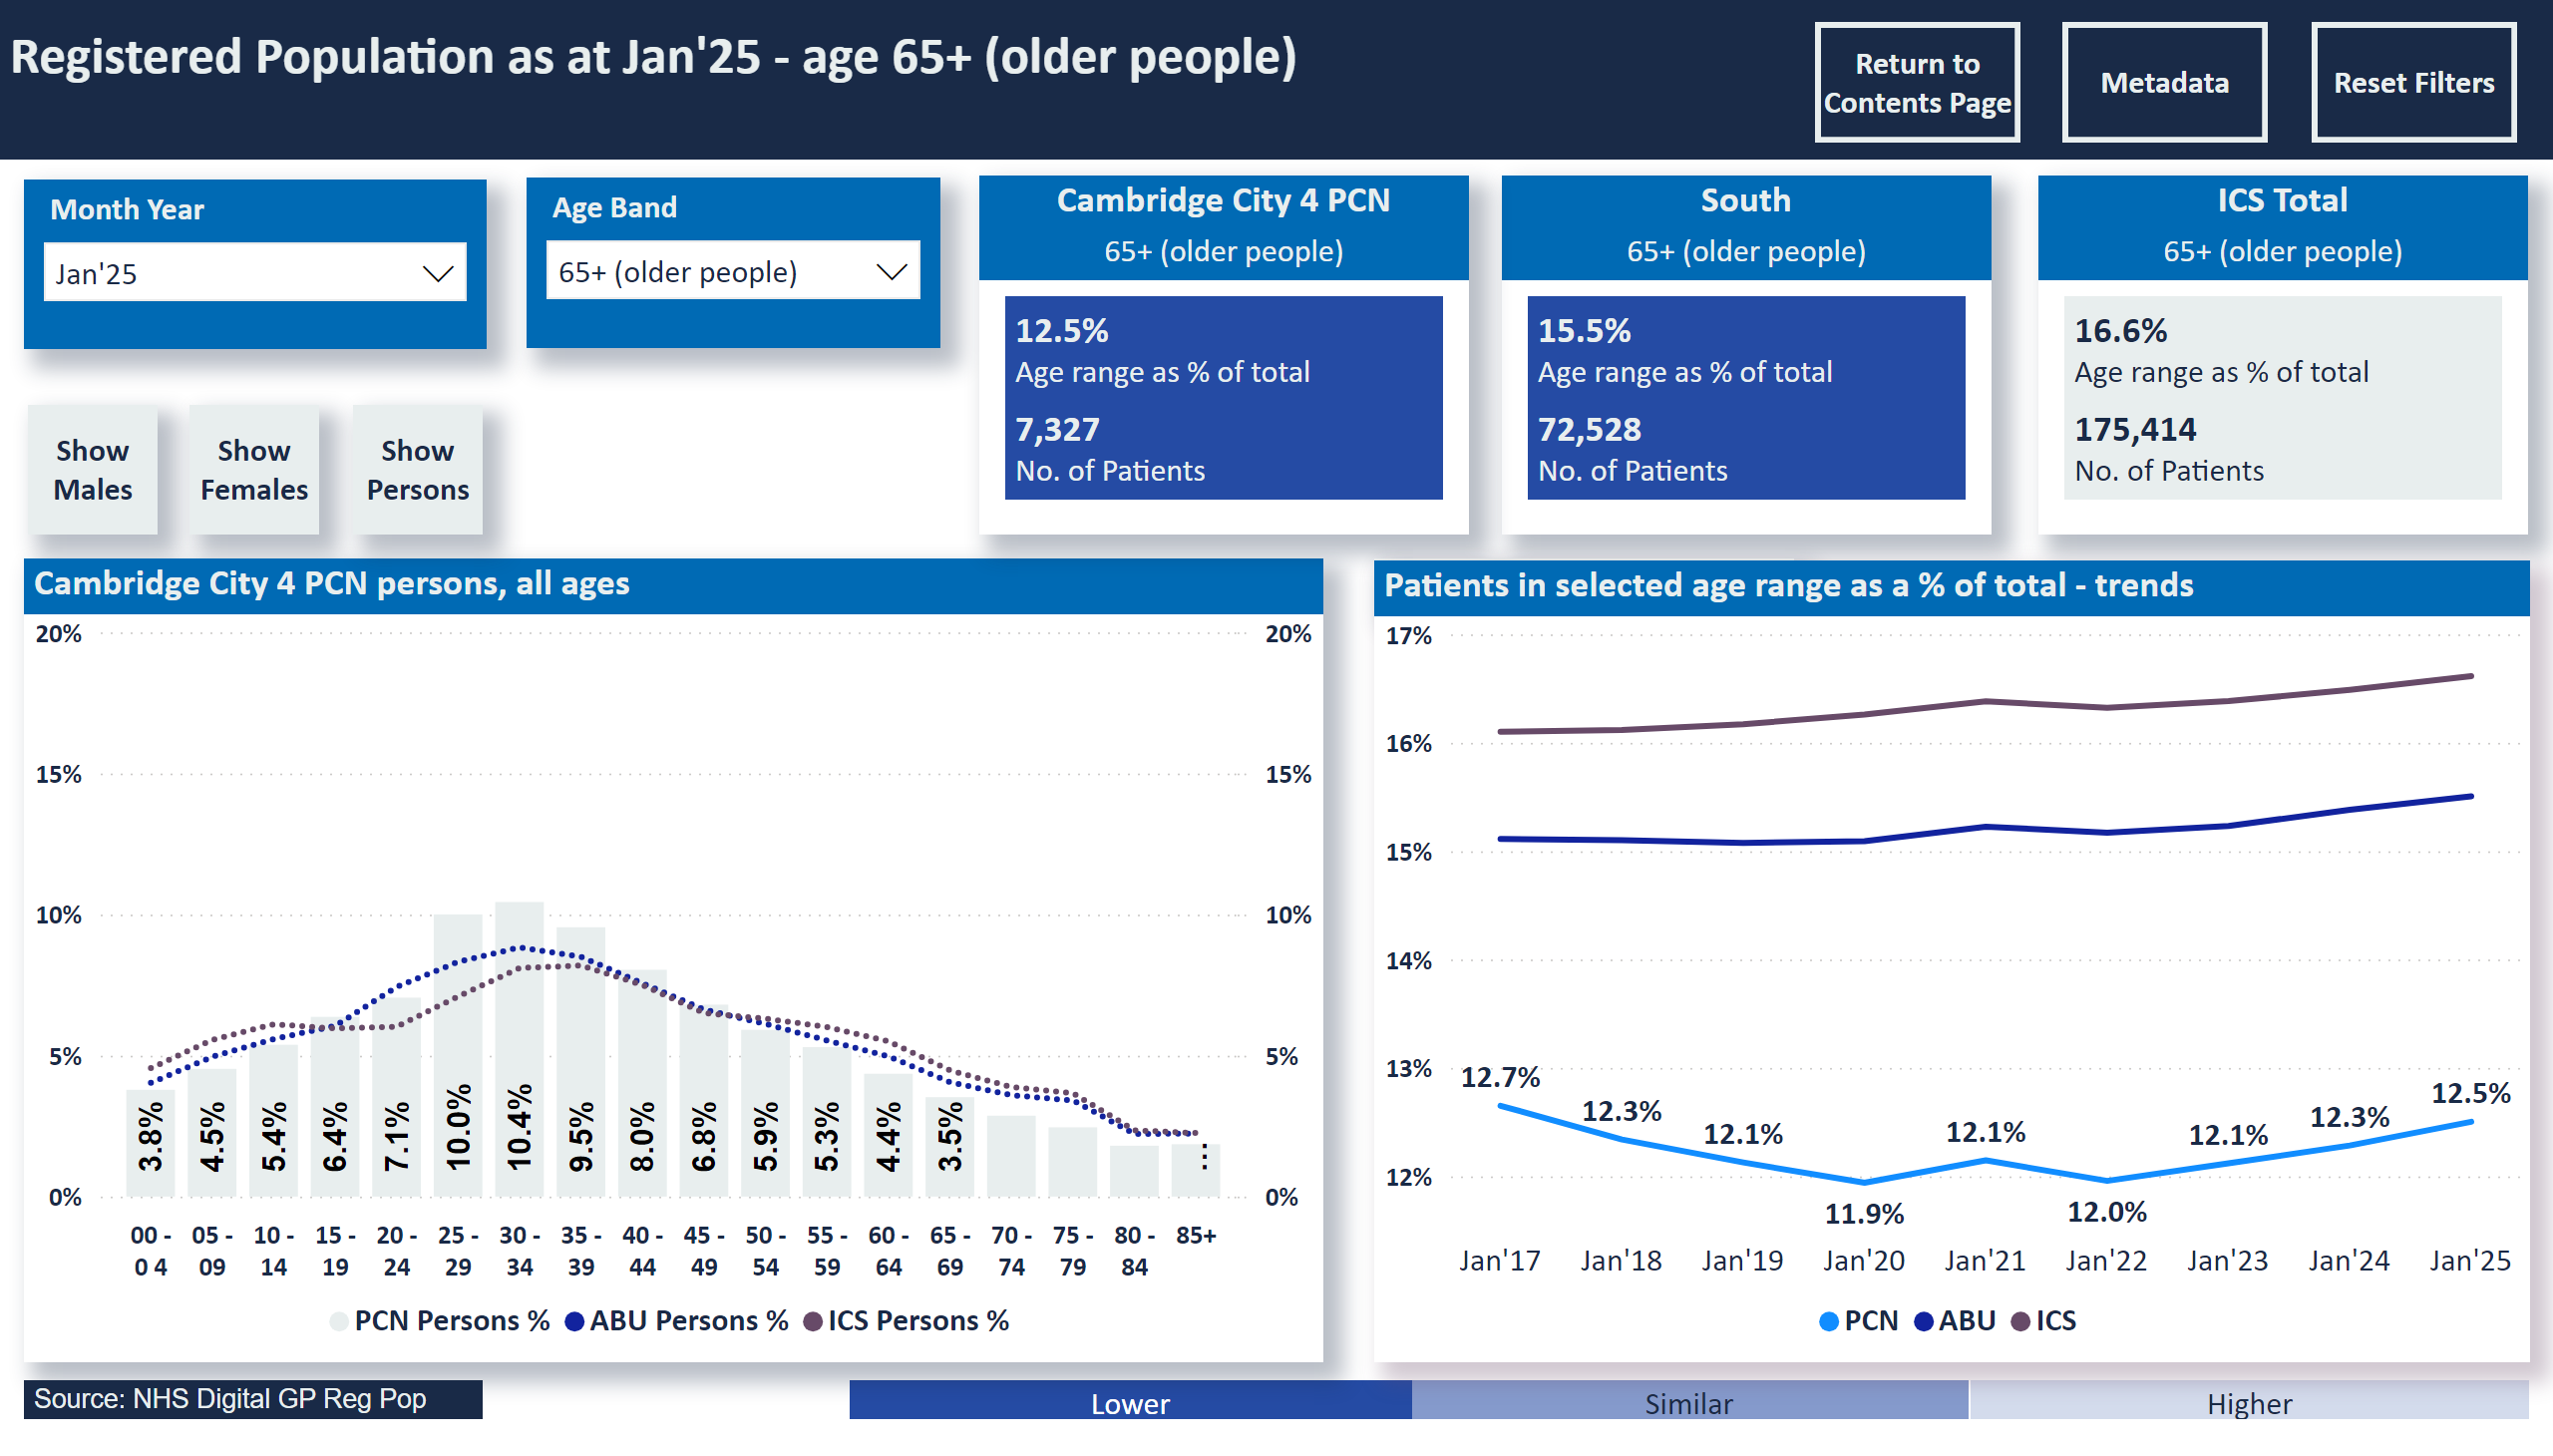 Registered Population as at Jan'25 - age 65+ (older people)
Return to
Contents Page
Metadata
Reset Filters
Month Year
Jan'25
Age Band
65+ (older people)
Cambridge City 4 PCN
65+ (older people)
12.5%
Age range as % of total
7,327
No. of Patients
South
65+ (older people)
15.5%
Age range as % of total
72,528
No. of Patients
ICS Total
65+ (older people)
16.6%
Age range as % of total
175,414
No. of Patients
Show
Males
Show
Females
Show
Persons
Cambridge City 4 PCN persons, all ages
20%
15%
10%
5%
0%
20%
15%
10%
5%
0%
3.8%
4.5%
5.4%
6.4%
7.1%
10.0%
10.4%
9.5%
8.0%
6.8%
5.9%
5.3%
4.4%
3.5%
...
00 -
0 4
05 -
09
10 -
14
15 -
19
20 -
24
25 -
29
30 -
34
35 -
39
40 -
44
45 -
49
50 -
54
55 -
59
60 -
64
65 -
69
70 -
74
75 -
79
80 -
84
85+
PCN Persons % ABU Persons % ICS Persons %
Patients in selected age range as a % of total - trends
17%
16%
15%
14%
13%
12%
12.7%
12.3%
12.1%
11.9%
12.1%
12.0%
12.1%
12.3%
12.5%
Jan'17 Jan'18 Jan'19 Jan'20 Jan'21 Jan'22 Jan'23 Jan'24 Jan'25
PCN ABU ICS
Source: NHS Digital GP Reg Pop
Lower
Similar
Higher